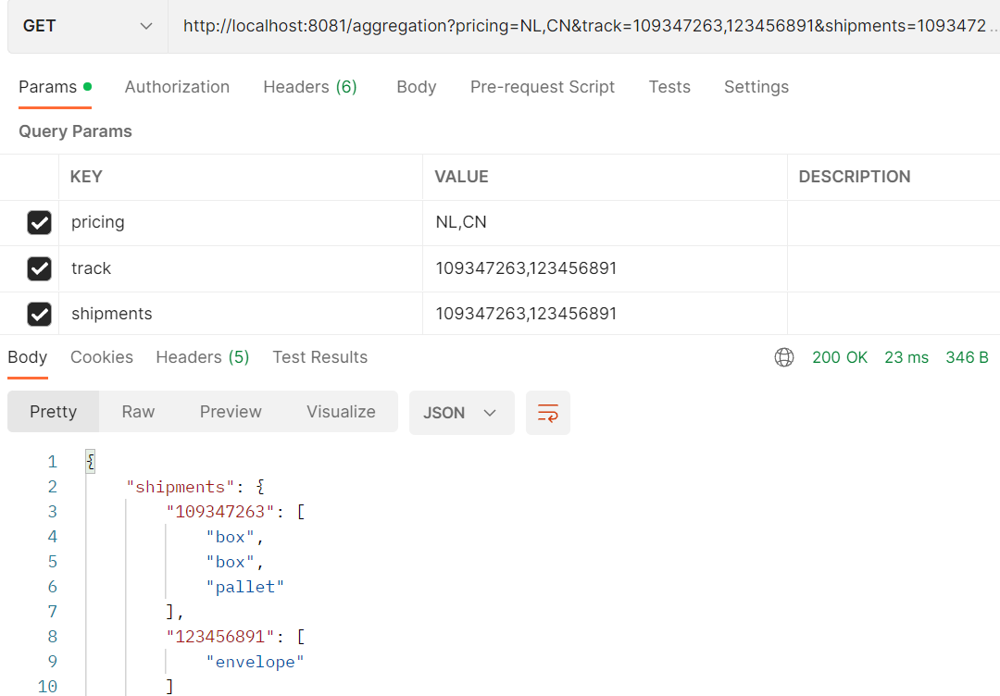 GET http://localhost:8081/aggregation?pricing=NL,CN&track=109347263,123456891&shipments=1093472...
Params Authorization Headers (6) Body Pre-request Script Tests Settings
Query Params
KEY VALUE DESCRIPTION
pricing NL,CN
track 109347263,123456891
shipments 109347263,123456891
Body Cookies Headers (5) Test Results 200 OK 23 ms 346 B
Pretty Raw Preview Visualize JSON
1 {
2 "shipments": {
3 "109347263": [
4 "box",
5 "box",
6 "pallet"
7 ],
8 "123456891": [
9 "envelope"
10 ]